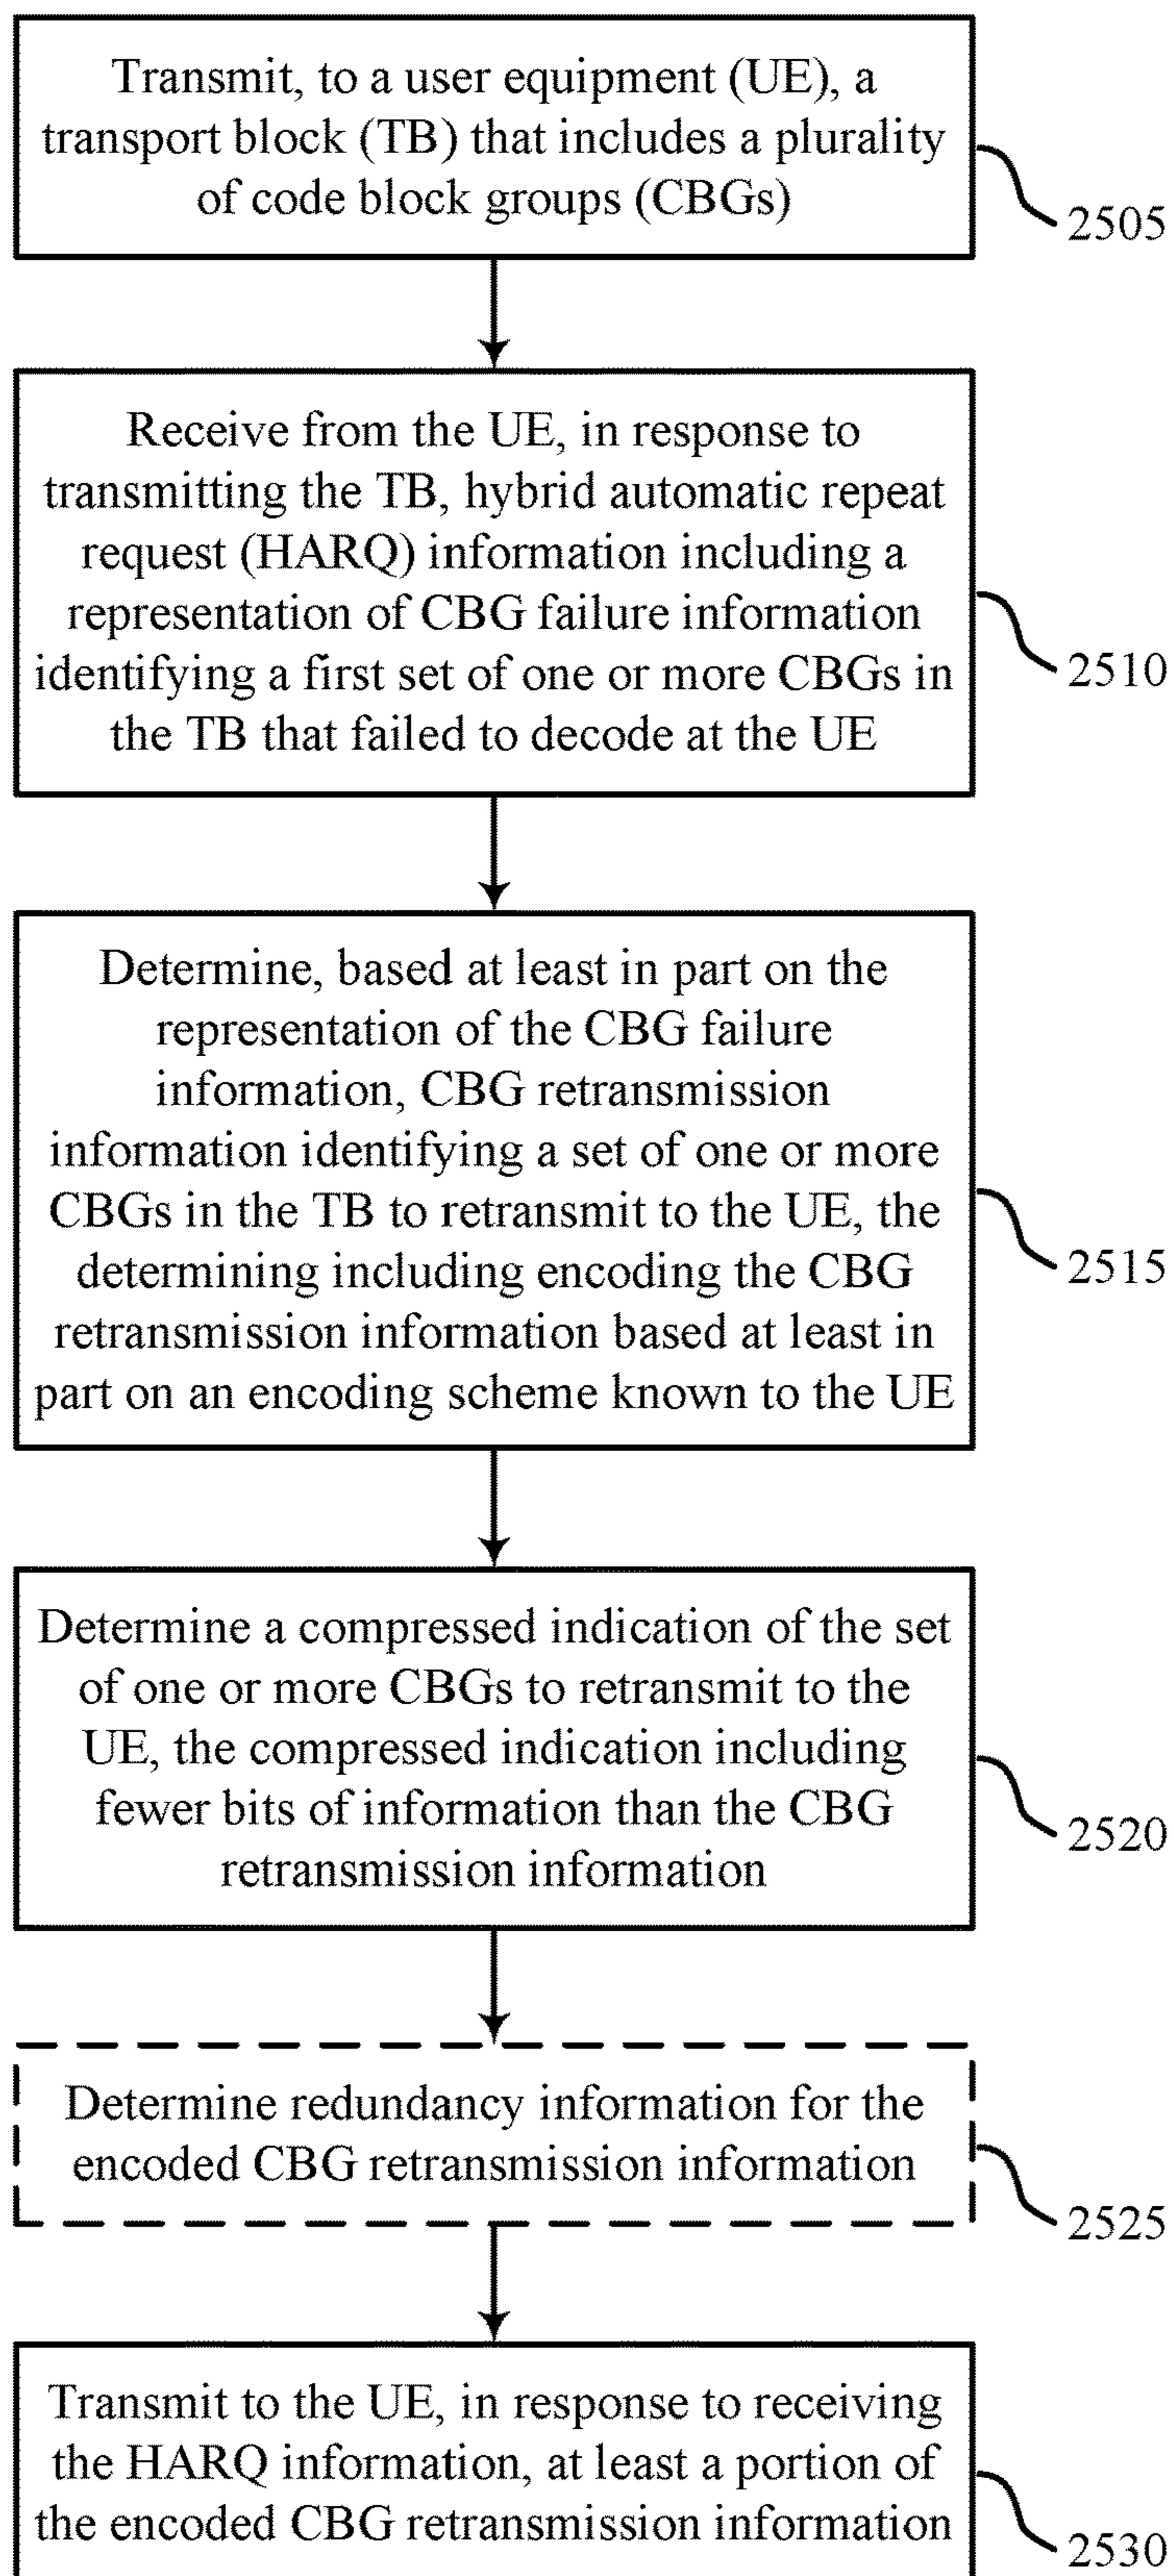 Transmit, to a user equipment (UE), a
transport block (TB) that includes a plurality
of code block groups (CBGs)
2505
Receive from the UE, in response to
transmitting the TB, hybrid automatic repeat
request (HARQ) information including a
representation of CBG failure information
identifying a first set of one or more CBGs in
the TB that failed to decode at the UE
2510
Determine, based at least in part on the
representation of the CBG failure
information, CBG retransmission
information identifying a set of one or more
CBGs in the TB to retransmit to the UE, the
determining including encoding the CBG
retransmission information based at least in
part on an encoding scheme known to the UE
2515
Determine a compressed indication of the set
of one or more CBGs to retransmit to the
UE, the compressed indication including
fewer bits of information than the CBG
retransmission information
2520
Determine redundancy information for the
encoded CBG retransmission information
2525
Transmit to the UE, in response to receiving
the HARQ information, at least a portion of
the encoded CBG retransmission information
2530